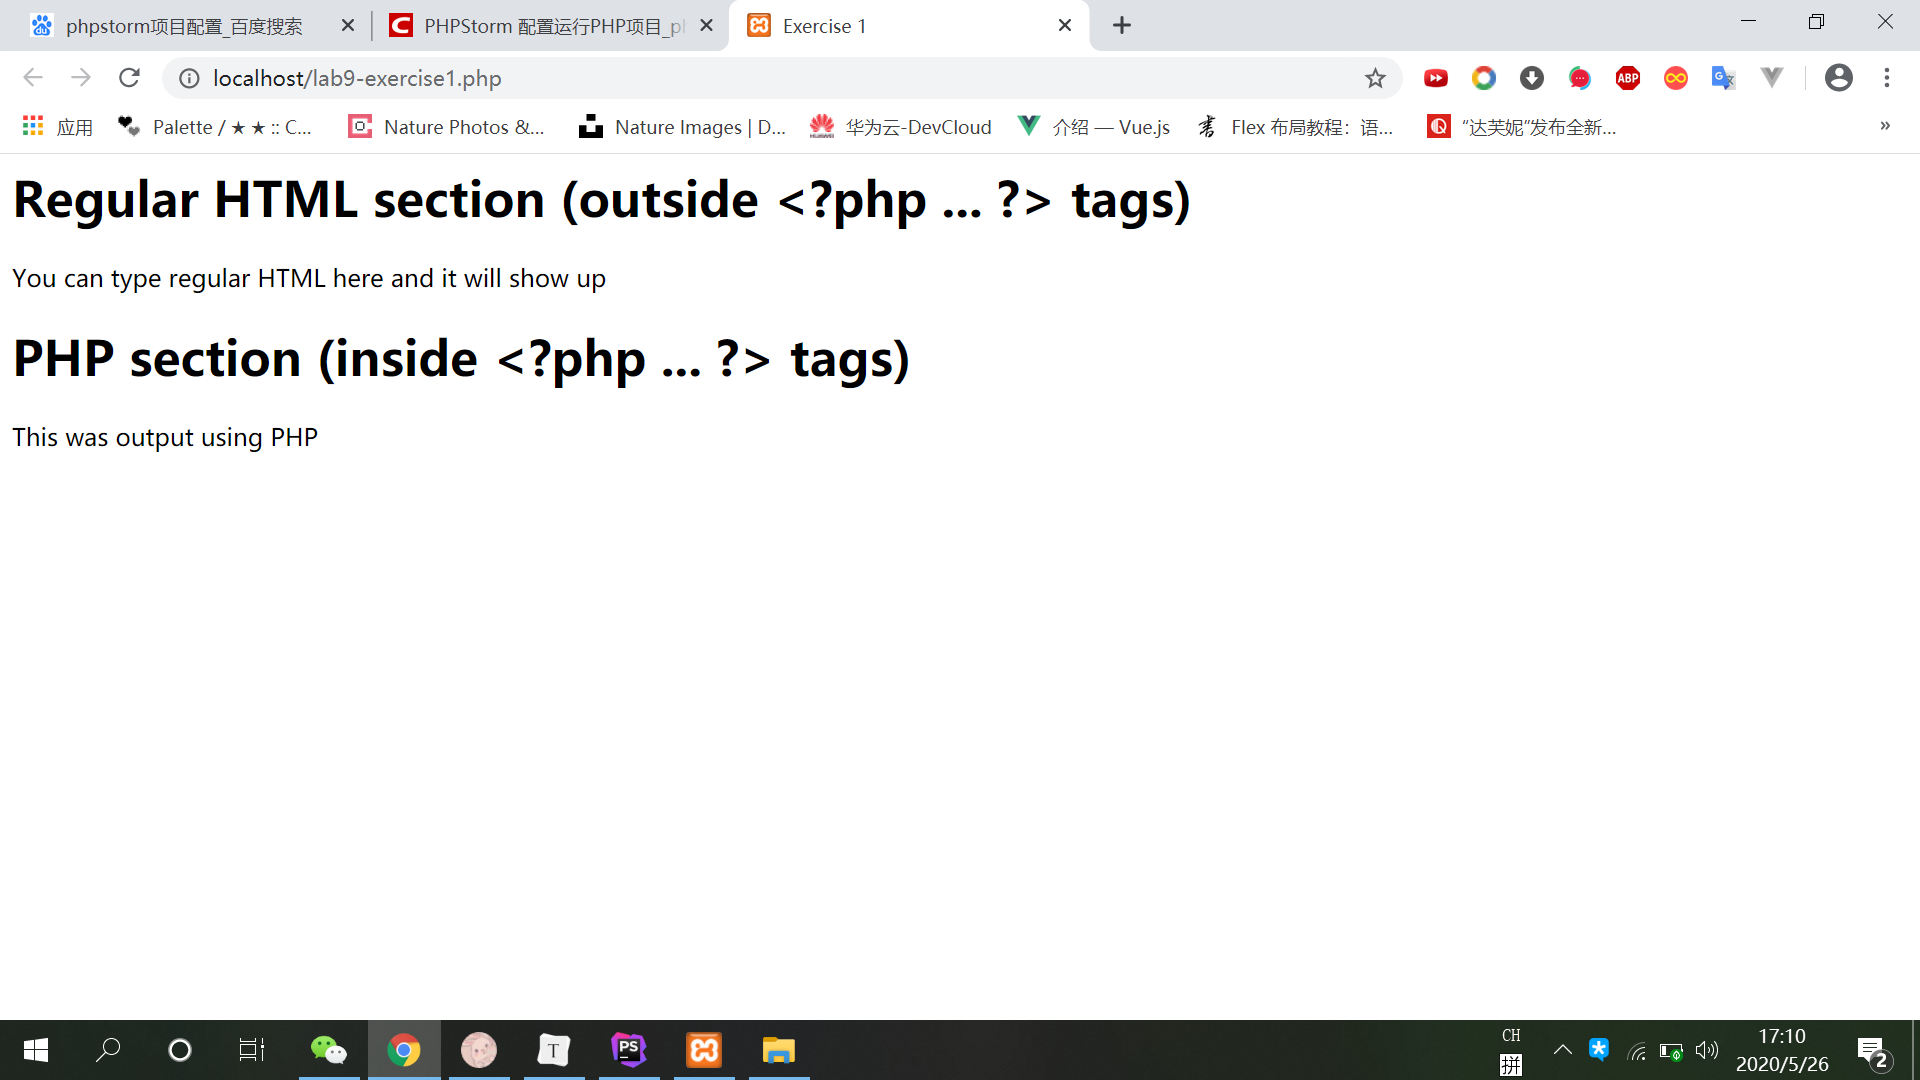 phpstorm项目配置_百度搜索
PHPStorm 配置运行PHP项目_ph
Exercise 1
localhost/lab9-exercise1.php
ABP
应用
Palette / ★ ★ :: C...
Nature Photos &...
Nature Images | D...
华为云-DevCloud
介绍 — Vue.js
Flex 布局教程：语...
“达芙妮”发布全新...
»
Regular HTML section (outside <?php ... ?> tags)
You can type regular HTML here and it will show up
PHP section (inside <?php ... ?> tags)
This was output using PHP
T
PS
CH
拼
17:10
2020/5/26
2